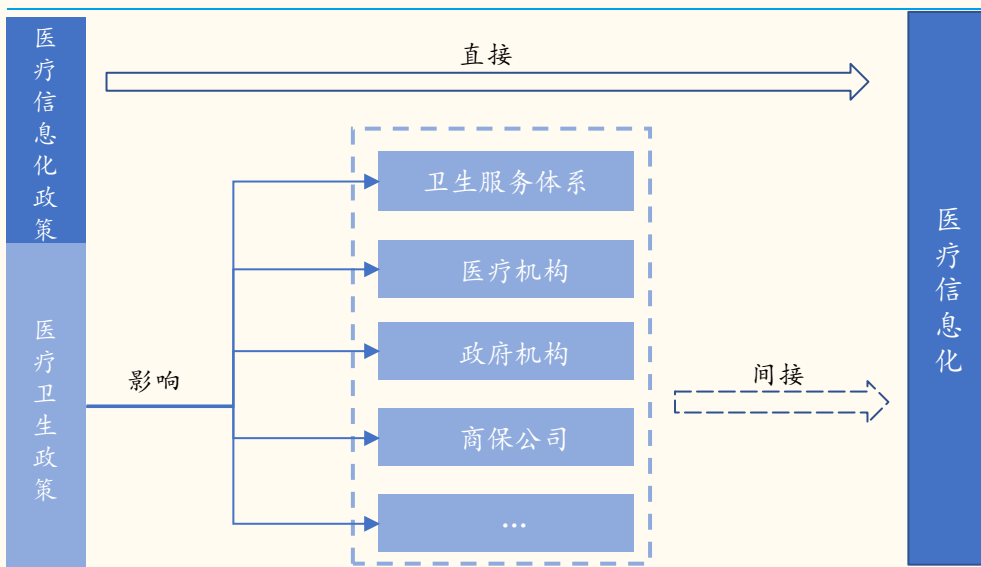 医疗信息化政策
直接
卫生服务体系
医疗机构
政府机构
商保公司
...
医疗卫生政策
影响
间接
医疗信息化